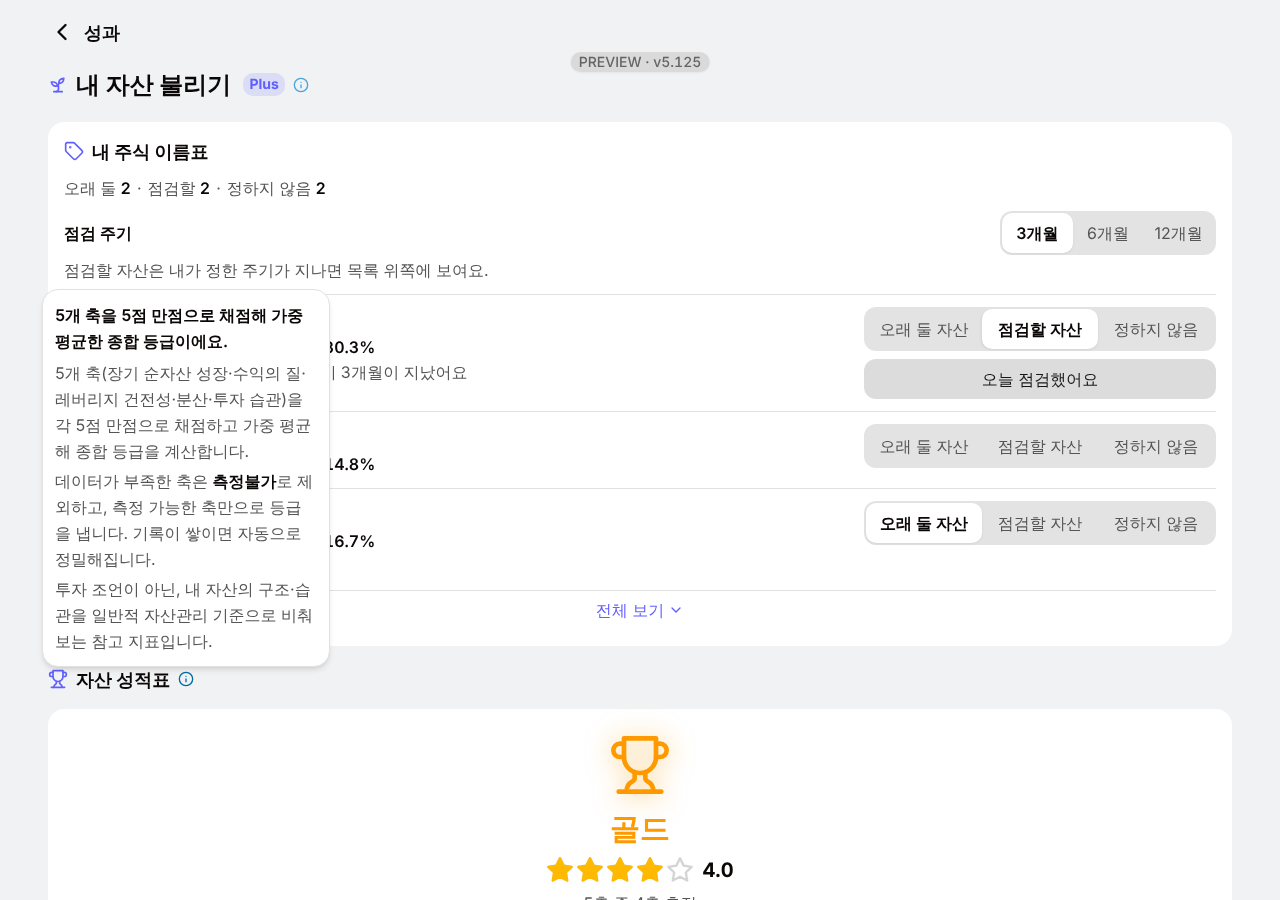 성과
PREVIEW · v5.125
내 자산 불리기 Plus
내 주식 이름표
오래 둘 2 · 점검할 2 · 정하지 않음 2
점검 주기
3개월 6개월 12개월
점검할 자산은 내가 정한 주기가 지나면 목록 위쪽에 보여요.
5개 축을 5점 만점으로 채점해 가중
평균한 종합 등급이에요.
5개 축(장기 순자산 성장·수익의 질·
레버리지 건전성·분산·투자 습관)을
각 5점 만점으로 채점하고 가중 평균
해 종합 등급을 계산합니다.
데이터가 부족한 축은 측정불가로 제
외하고, 측정 가능한 축만으로 등급
을 냅니다. 기록이 쌓이면 자동으로
정밀해집니다.
투자 조언이 아닌, 내 자산의 구조·습
관을 일반적 자산관리 기준으로 비춰
보는 참고 지표입니다.
30.3%
3개월이 지났어요
오래 둘 자산 점검할 자산 정하지 않음
오늘 점검했어요
14.8%
오래 둘 자산 점검할 자산 정하지 않음
16.7%
오래 둘 자산 점검할 자산 정하지 않음
전체 보기
자산 성적표
골드
4.0